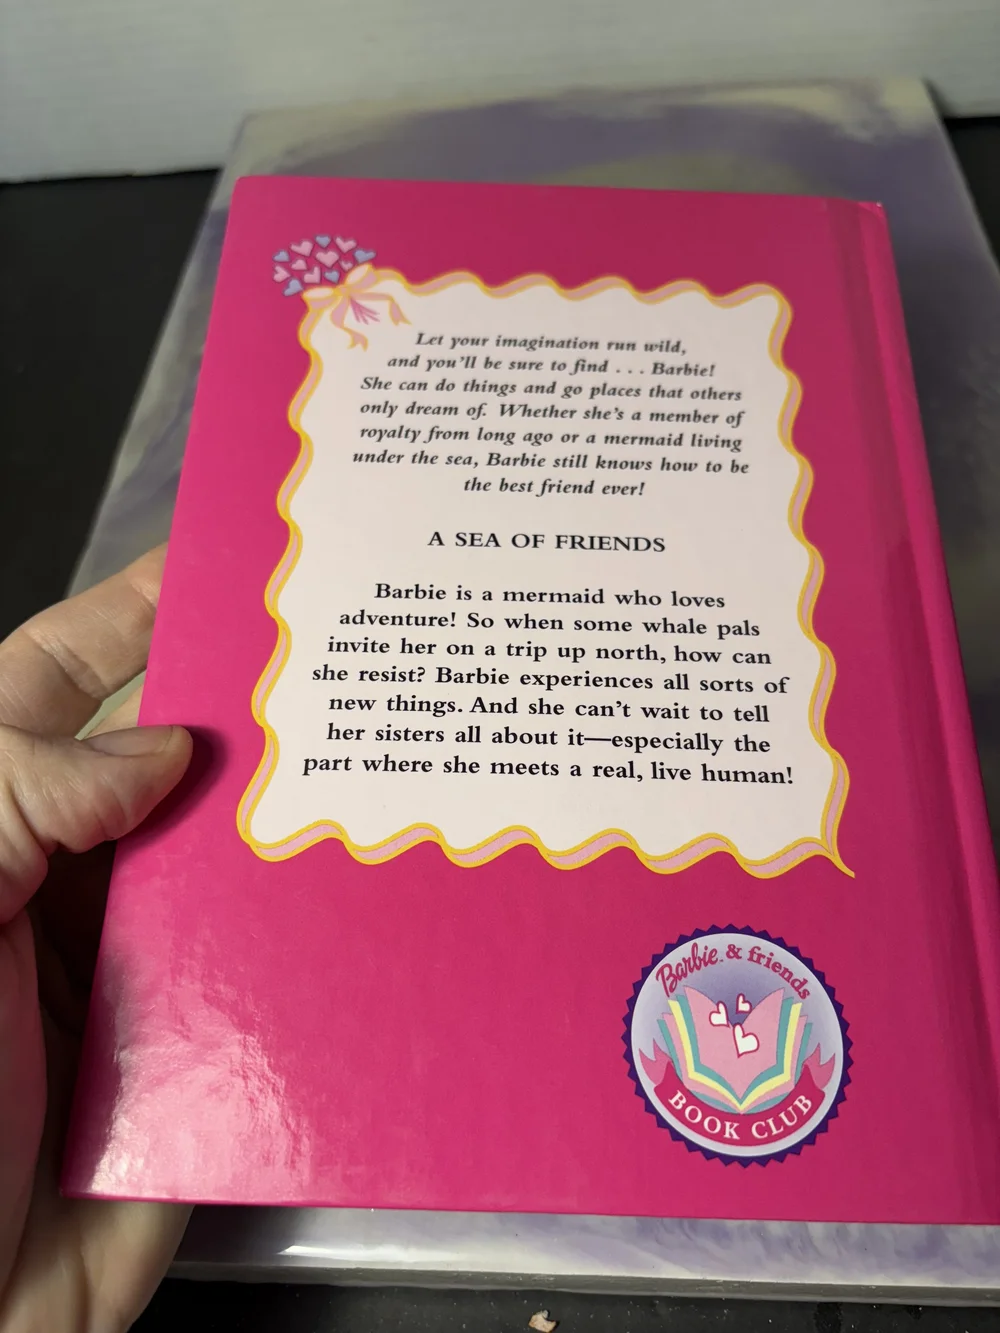 Let your imagination run wild,
and you'll be sure to find . . . Barbie!
She can do things and go places that others
only dream of. Whether she's a member of
royalty from long ago or a mermaid living
under the sea, Barbie still knows how to be
the best friend ever!
A SEA OF FRIENDS
Barbie is a mermaid who loves
adventure! So when some whale pals
invite her on a trip up north, how can
she resist? Barbie experiences all sorts of
new things. And she can't wait to tell
her sisters all about it—especially the
part where she meets a real, live human!
Barbie & friends
BOOK CLUB